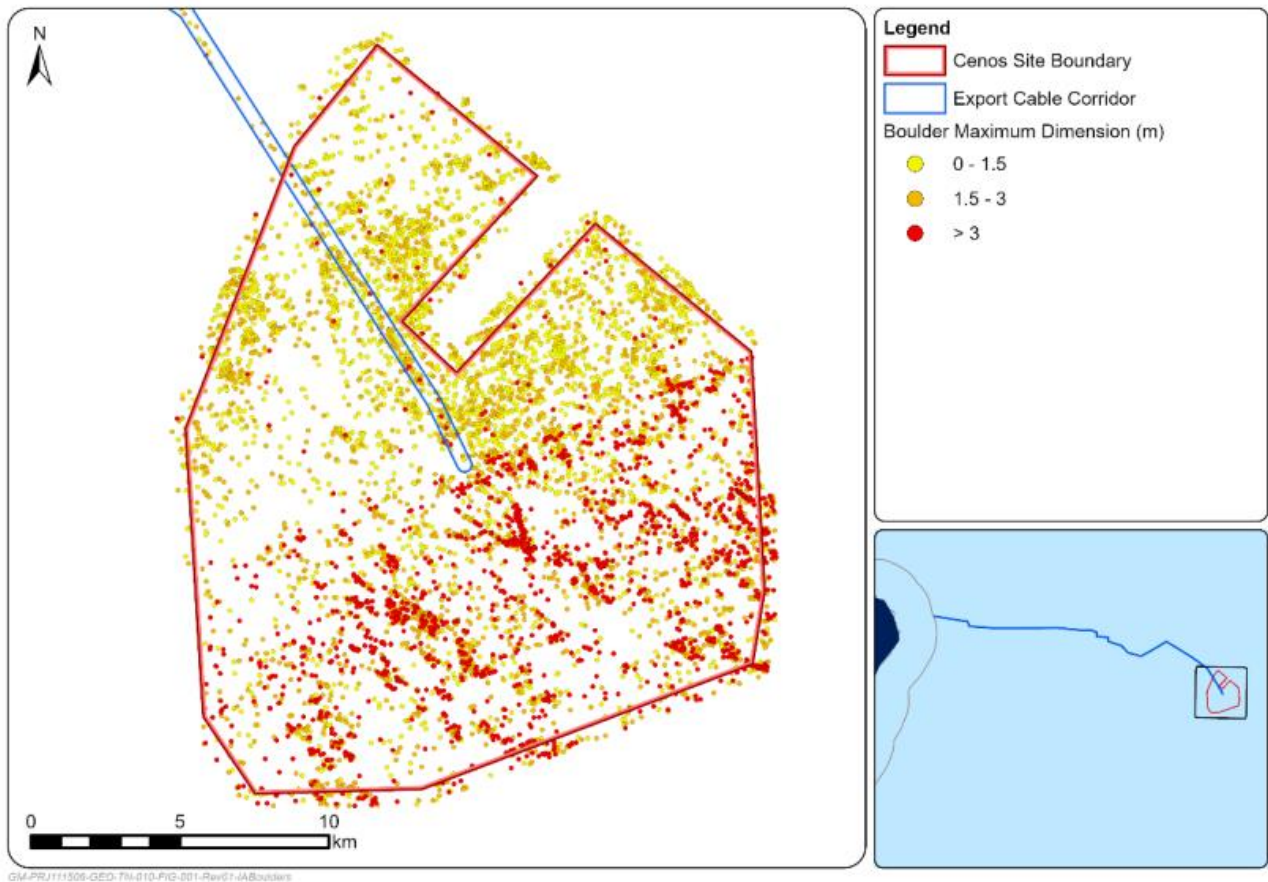 N
Legend
Cenos Site Boundary
Export Cable Corridor
Boulder Maximum Dimension (m)
0 - 1.5
1.5 - 3
> 3
0 5 10
km
GM-PRJ111506-GEO-TN-010-FIG-001-Rev01-IABoulders